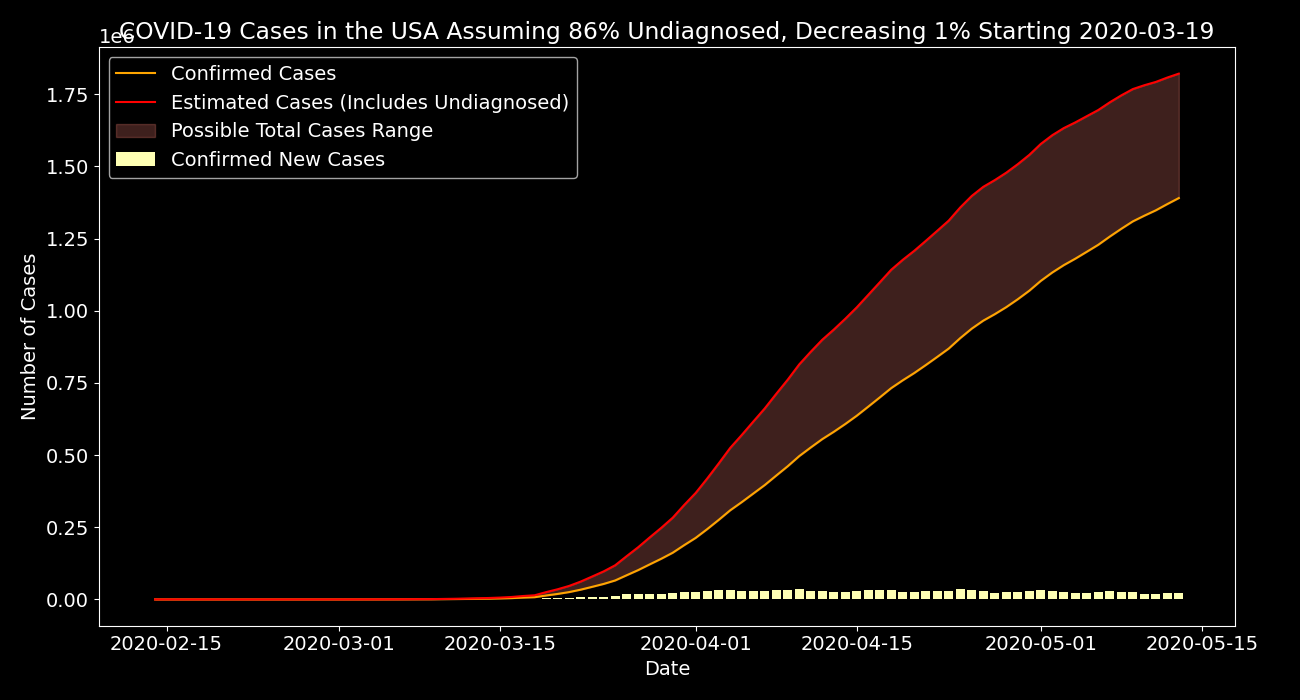 COVID-19 Cases in the USA Assuming 86% Undiagnosed, Decreasing 1% Starting 2020-03-19
1e6
Confirmed Cases
Estimated Cases (Includes Undiagnosed)
Possible Total Cases Range
Confirmed New Cases
Number of Cases
1.75
1.50
1.25
1.00
0.75
0.50
0.25
0.00
2020-02-15 2020-03-01 2020-03-15 2020-04-01 2020-04-15 2020-05-01 2020-05-15
Date